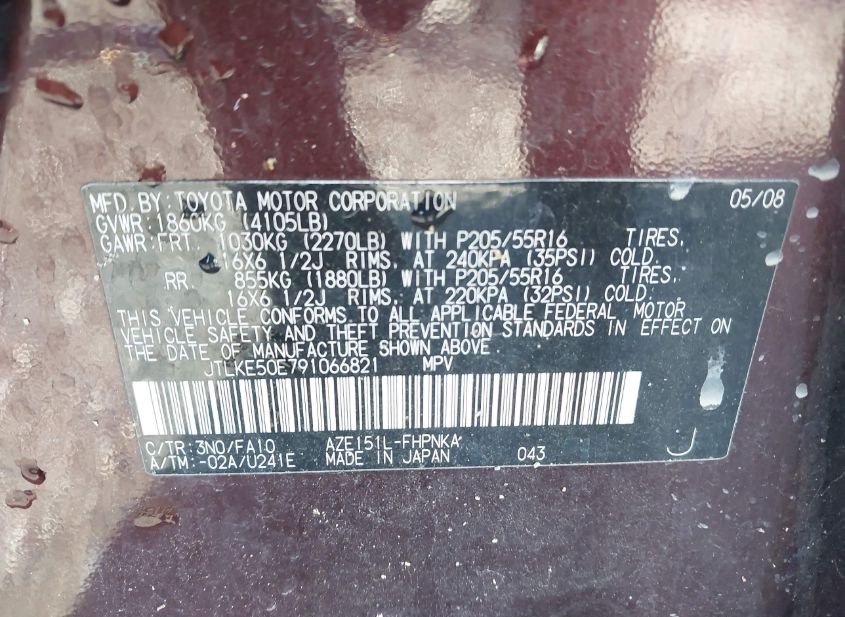 MFD.BY:TOYOTA MOTOR CORPORATION 05/08
GVWR:1860KG (4105LB)
GAWR:FRT. 1030KG (2270LB) WITH P205/55R16 TIRES,
16X6 1/2J RIMS, AT 240KPA (35PSI) COLD.
RR. 855KG (1880LB) WITH P205/55R16 TIRES,
16X6 1/2J RIMS, AT 220KPA (32PSI) COLD.
THIS VEHICLE CONFORMS TO ALL APPLICABLE FEDERAL MOTOR
VEHICLE SAFETY AND THEFT PREVENTION STANDARDS IN EFFECT ON
THE DATE OF MANUFACTURE SHOWN ABOVE
JTLKE50E791066821 MPV
C/TR:3N0/FA10 AZE151L-FHPNKA
A/TM:-02A/U241E MADE IN JAPAN 043 J